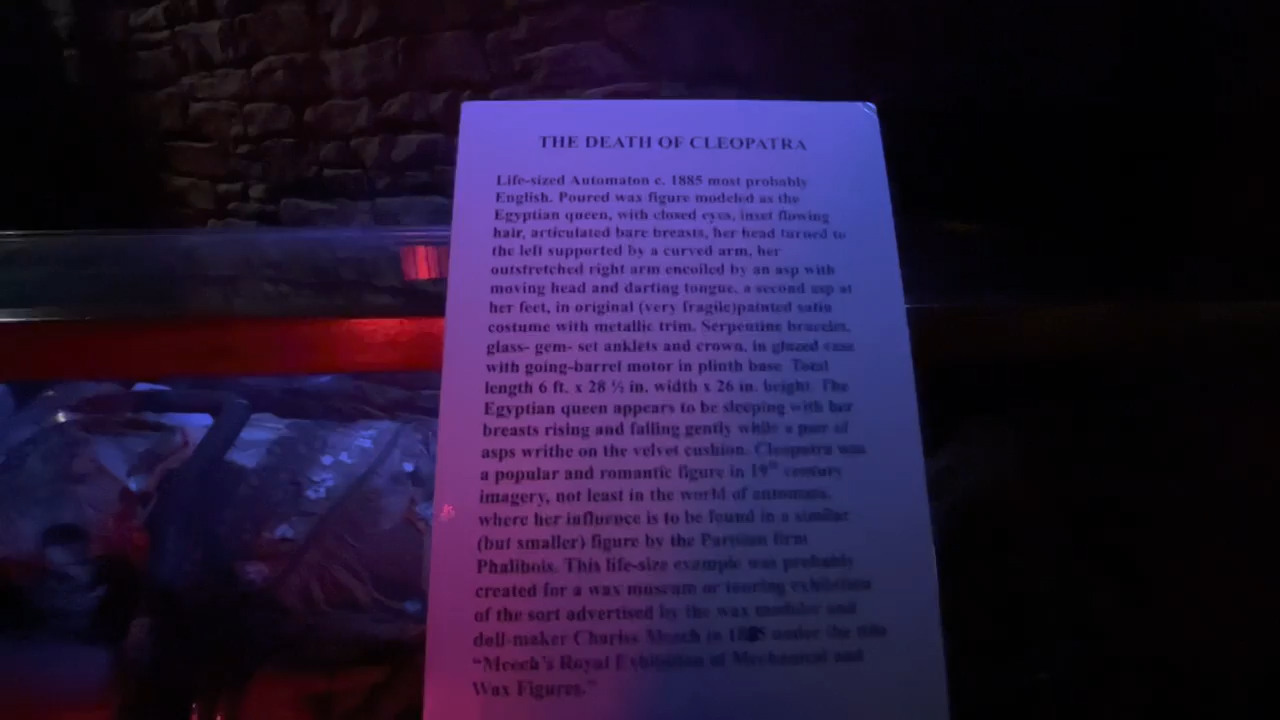 THE DEATH OF CLEOPATRA
Life-sized Automaton c. 1885 most probably
English. Poured wax figure modeled as the
Egyptian queen, with closed eyes, inset flowing
hair, articulated bare breasts, her head turned to
the left supported by a curved arm, her
outstretched right arm encoiled by an asp with
moving head and darting tongue, a second asp at
her feet, in original (very fragile)painted satin
costume with metallic trim. Serpentine bracelet,
glass- gem- set anklets and crown, in glazed case
with going-barrel motor in plinth base. Total
length 6 ft. x 28 ½ in. width x 26 in. height. The
Egyptian queen appears to be sleeping with her
breasts rising and falling gently while a pair of
asps writhe on the velvet cushion. Cleopatra was
a popular and romantic figure in 19th century
imagery, not least in the world of automata,
where her influence is to be found in a similar
(but smaller) figure by the Parisian firm
Phalibois. This life-size example was probably
created for a wax museum or touring exhibition
of the sort advertised by the wax modeler and
doll-maker Meech in under the title
"Meech's Royal Exhibition of Mechanical and
Wax Figures."